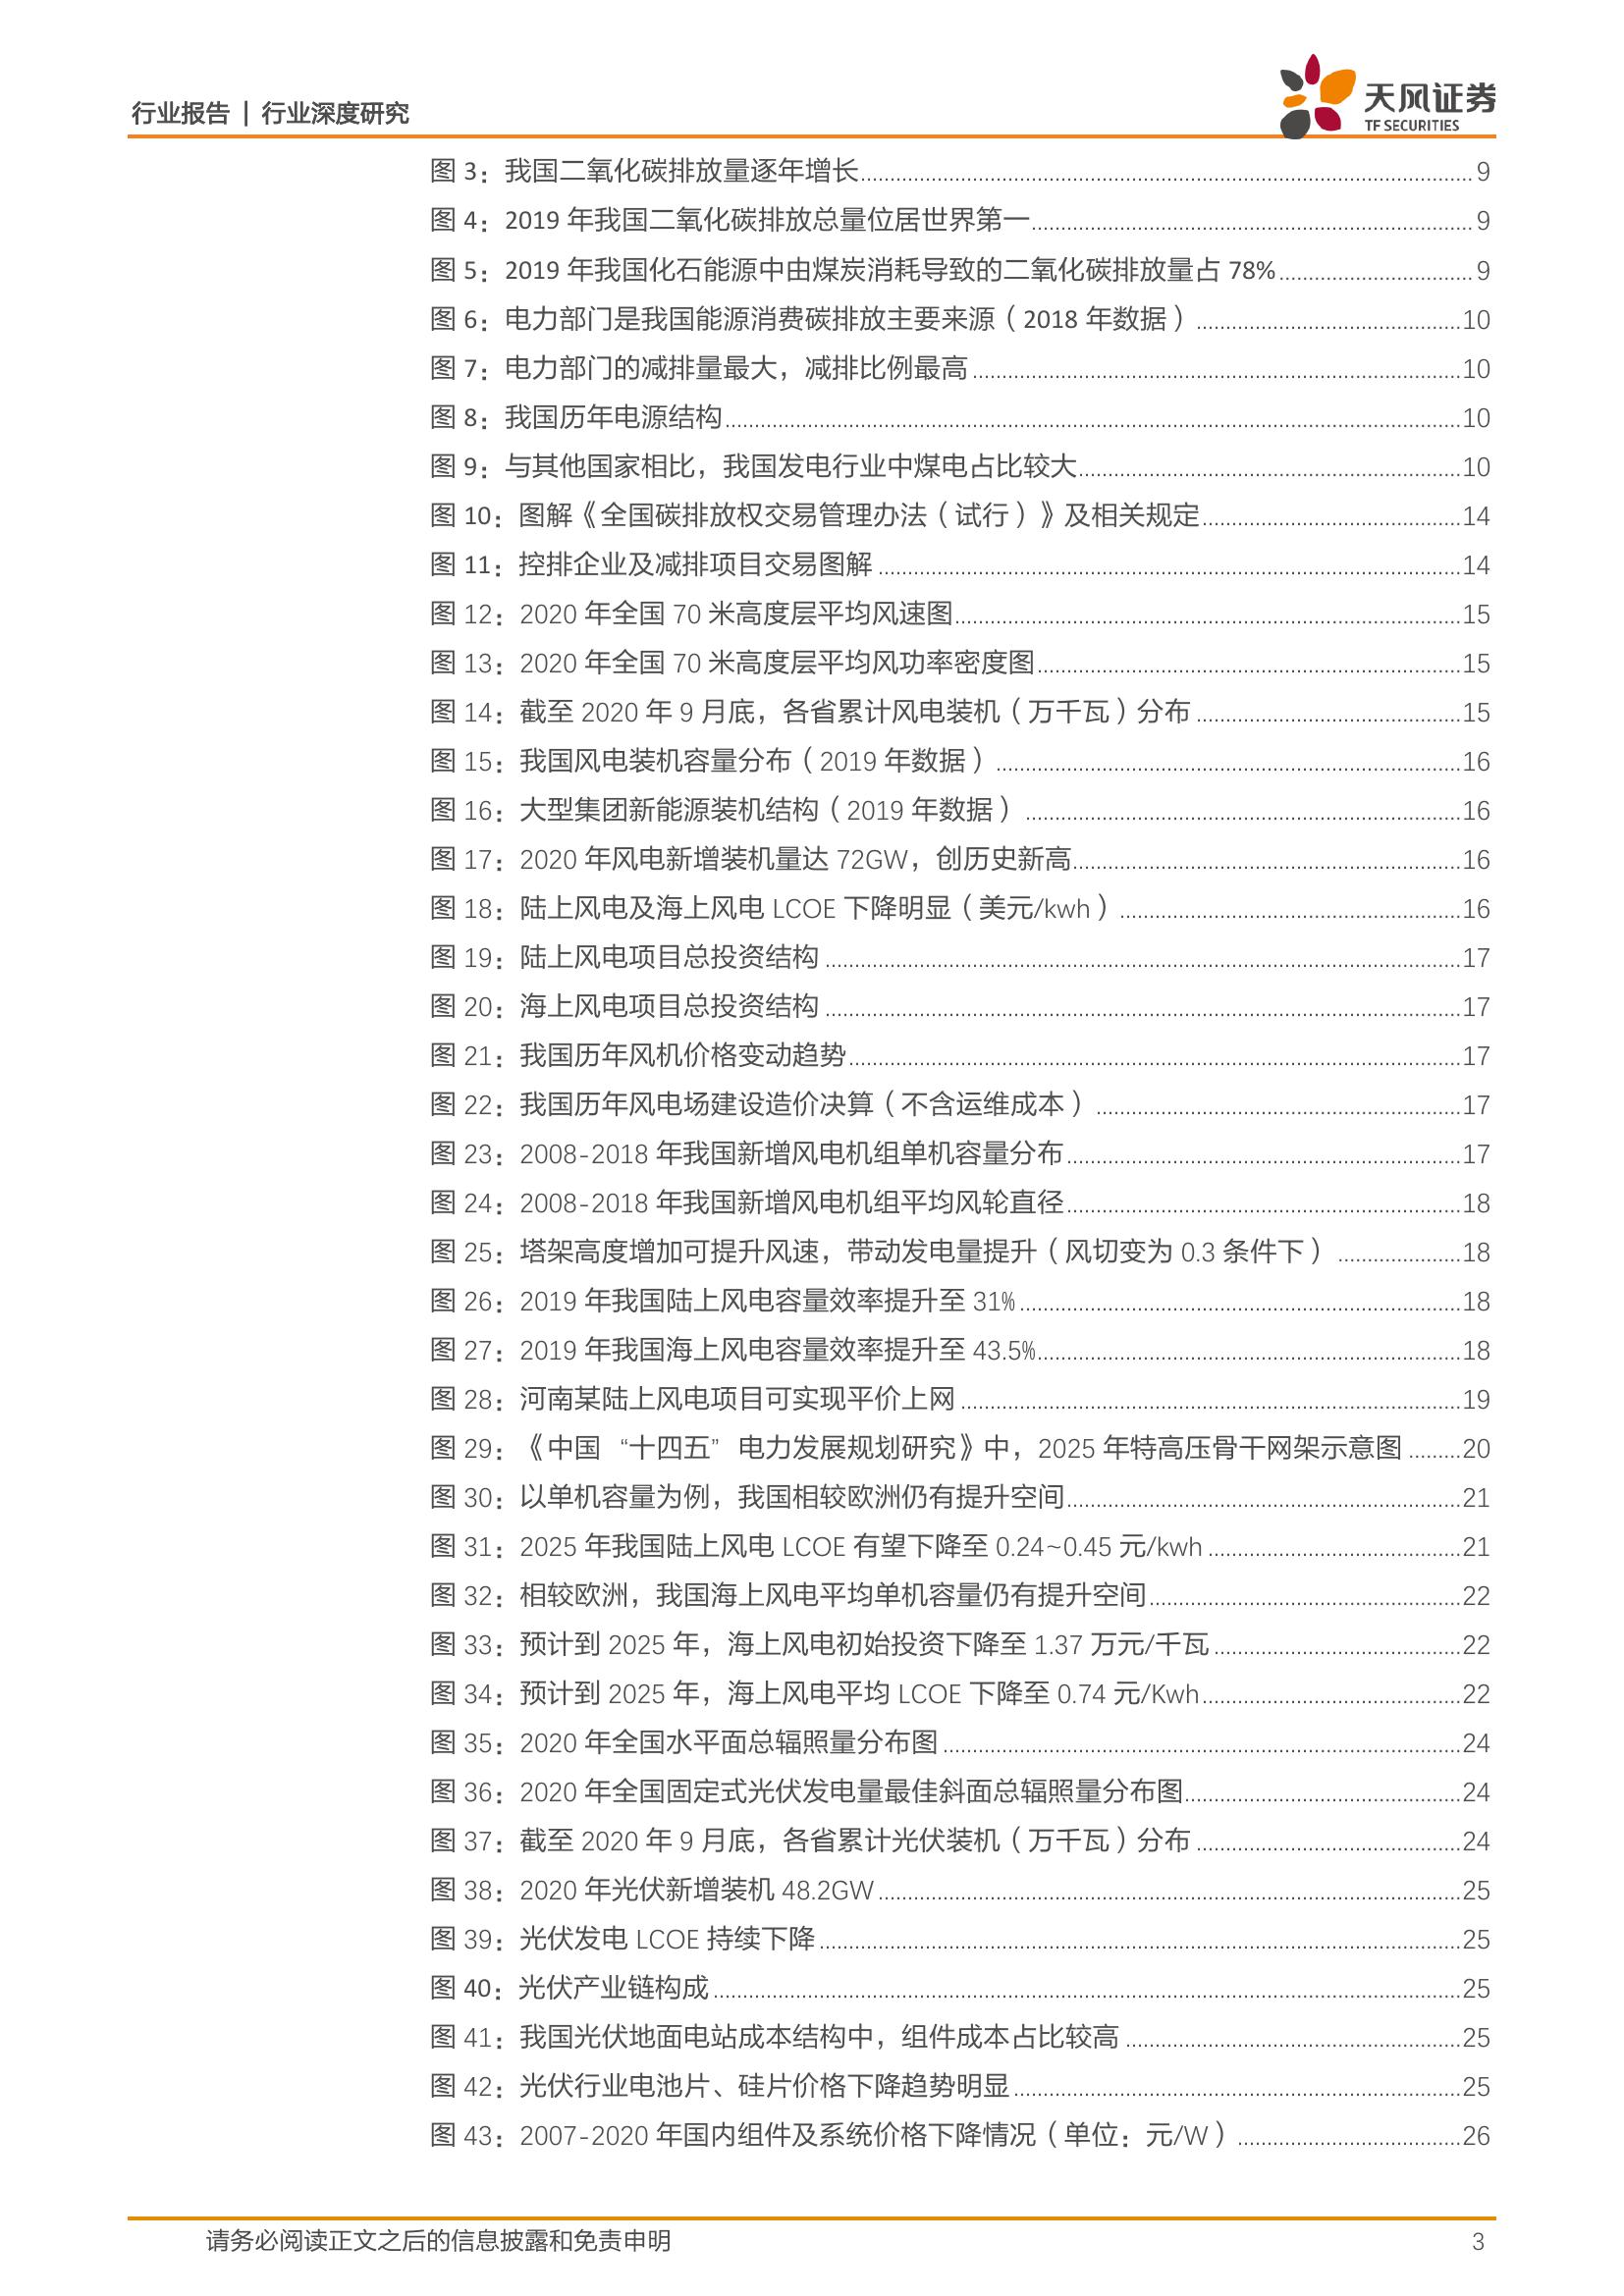 行业报告 | 行业深度研究
天风证券
TF SECURITIES
图 3：我国二氧化碳排放量逐年增长 9
图 4：2019 年我国二氧化碳排放总量位居世界第一 9
图 5：2019 年我国化石能源中由煤炭消耗导致的二氧化碳排放量占 78% 9
图 6：电力部门是我国能源消费碳排放主要来源（2018 年数据） 10
图 7：电力部门的减排量最大，减排比例最高 10
图 8：我国历年电源结构 10
图 9：与其他国家相比，我国发电行业中煤电占比较大 10
图 10：图解《全国碳排放权交易管理办法（试行）》及相关规定 14
图 11：控排企业及减排项目交易图解 14
图 12：2020 年全国 70 米高度层平均风速图 15
图 13：2020 年全国 70 米高度层平均风功率密度图 15
图 14：截至 2020 年 9 月底，各省累计风电装机（万千瓦）分布 15
图 15：我国风电装机容量分布（2019 年数据） 16
图 16：大型集团新能源装机结构（2019 年数据） 16
图 17：2020 年风电新增装机量达 72GW，创历史新高 16
图 18：陆上风电及海上风电 LCOE 下降明显（美元/kwh） 16
图 19：陆上风电项目总投资结构 17
图 20：海上风电项目总投资结构 17
图 21：我国历年风机价格变动趋势 17
图 22：我国历年风电场建设造价决算（不含运维成本） 17
图 23：2008-2018 年我国新增风电机组单机容量分布 17
图 24：2008-2018 年我国新增风电机组平均风轮直径 18
图 25：塔架高度增加可提升风速，带动发电量提升（风切变为 0.3 条件下） 18
图 26：2019 年我国陆上风电容量效率提升至 31% 18
图 27：2019 年我国海上风电容量效率提升至 43.5% 18
图 28：河南某陆上风电项目可实现平价上网 19
图 29：《中国 “十四五” 电力发展规划研究》中，2025 年特高压骨干网架示意图 20
图 30：以单机容量为例，我国相较欧洲仍有提升空间 21
图 31：2025 年我国陆上风电 LCOE 有望下降至 0.24~0.45 元/kwh 21
图 32：相较欧洲，我国海上风电平均单机容量仍有提升空间 22
图 33：预计到 2025 年，海上风电初始投资下降至 1.37 万元/千瓦 22
图 34：预计到 2025 年，海上风电平均 LCOE 下降至 0.74 元/Kwh 22
图 35：2020 年全国水平面总辐照量分布图 24
图 36：2020 年全国固定式光伏发电量最佳斜面总辐照量分布图 24
图 37：截至 2020 年 9 月底，各省累计光伏装机（万千瓦）分布 24
图 38：2020 年光伏新增装机 48.2GW 25
图 39：光伏发电 LCOE 持续下降 25
图 40：光伏产业链构成 25
图 41：我国光伏地面电站成本结构中，组件成本占比较高 25
图 42：光伏行业电池片、硅片价格下降趋势明显 25
图 43：2007-2020 年国内组件及系统价格下降情况（单位：元/W） 26
请务必阅读正文之后的信息披露和免责申明 3